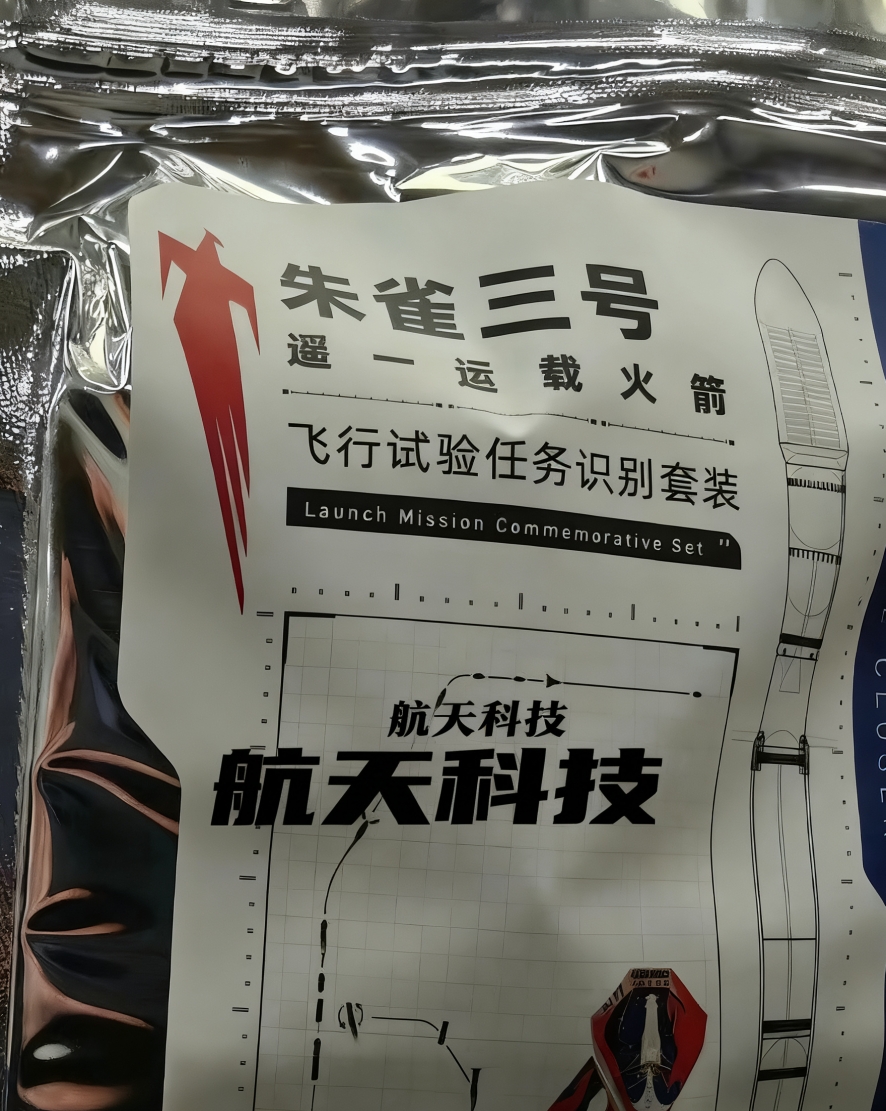 朱雀三号
遥一运载火箭
飞行试验任务识别套装
Launch Mission Commemorative Set "
航天科技
航天科技